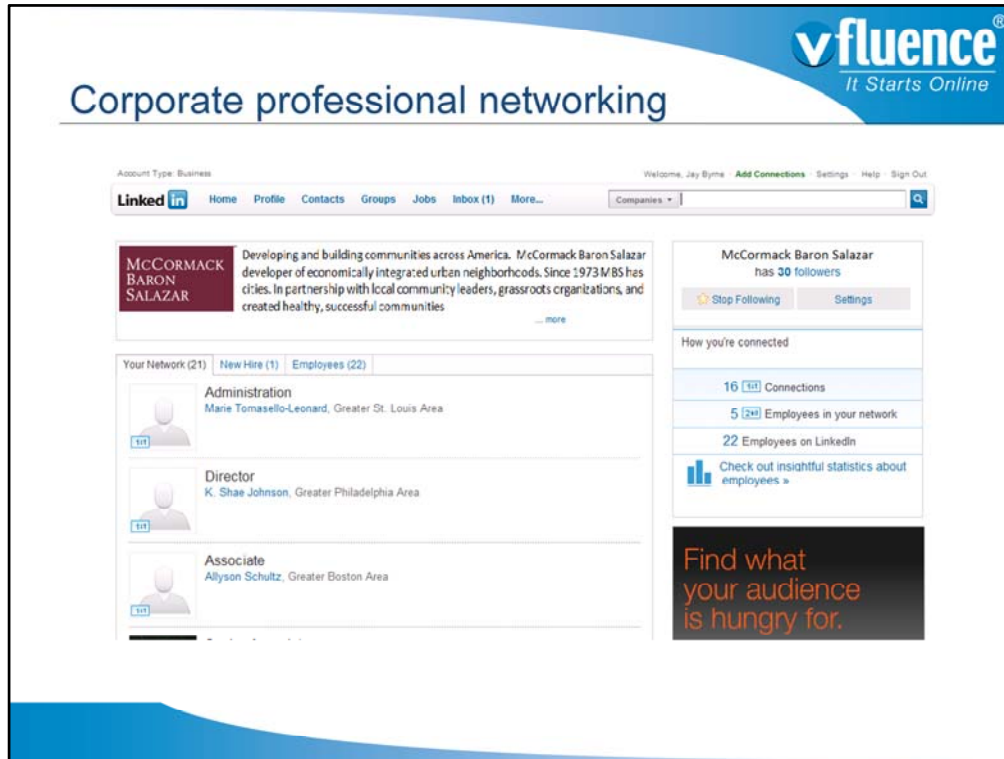 vfluence®
It Starts Online
Corporate professional networking
Account Type: Business
Welcome, Jay Byrne · Add Connections · Settings · Help · Sign Out
Linked in Home Profile Contacts Groups Jobs Inbox (1) More... Companies
McCormack
Baron
Salazar
Developing and building communities across America. McCormack Baron Salazar
developer of economically integrated urban neighborhoods. Since 1973 MBS has
cities. In partnership with local community leaders, grassroots organizations, and
created healthy, successful communities
... more
McCormack Baron Salazar
has 30 followers
Stop Following Settings
How you're connected
16 1st Connections
5 2nd Employees in your network
22 Employees on LinkedIn
Check out insightful statistics about
employees »
Your Network (21) New Hire (1) Employees (22)
Administration
Marie Tomasello-Leonard, Greater St. Louis Area
1st
Director
K. Shae Johnson, Greater Philadelphia Area
1st
Associate
Allyson Schultz, Greater Boston Area
1st
Find what
your audience
is hungry for.